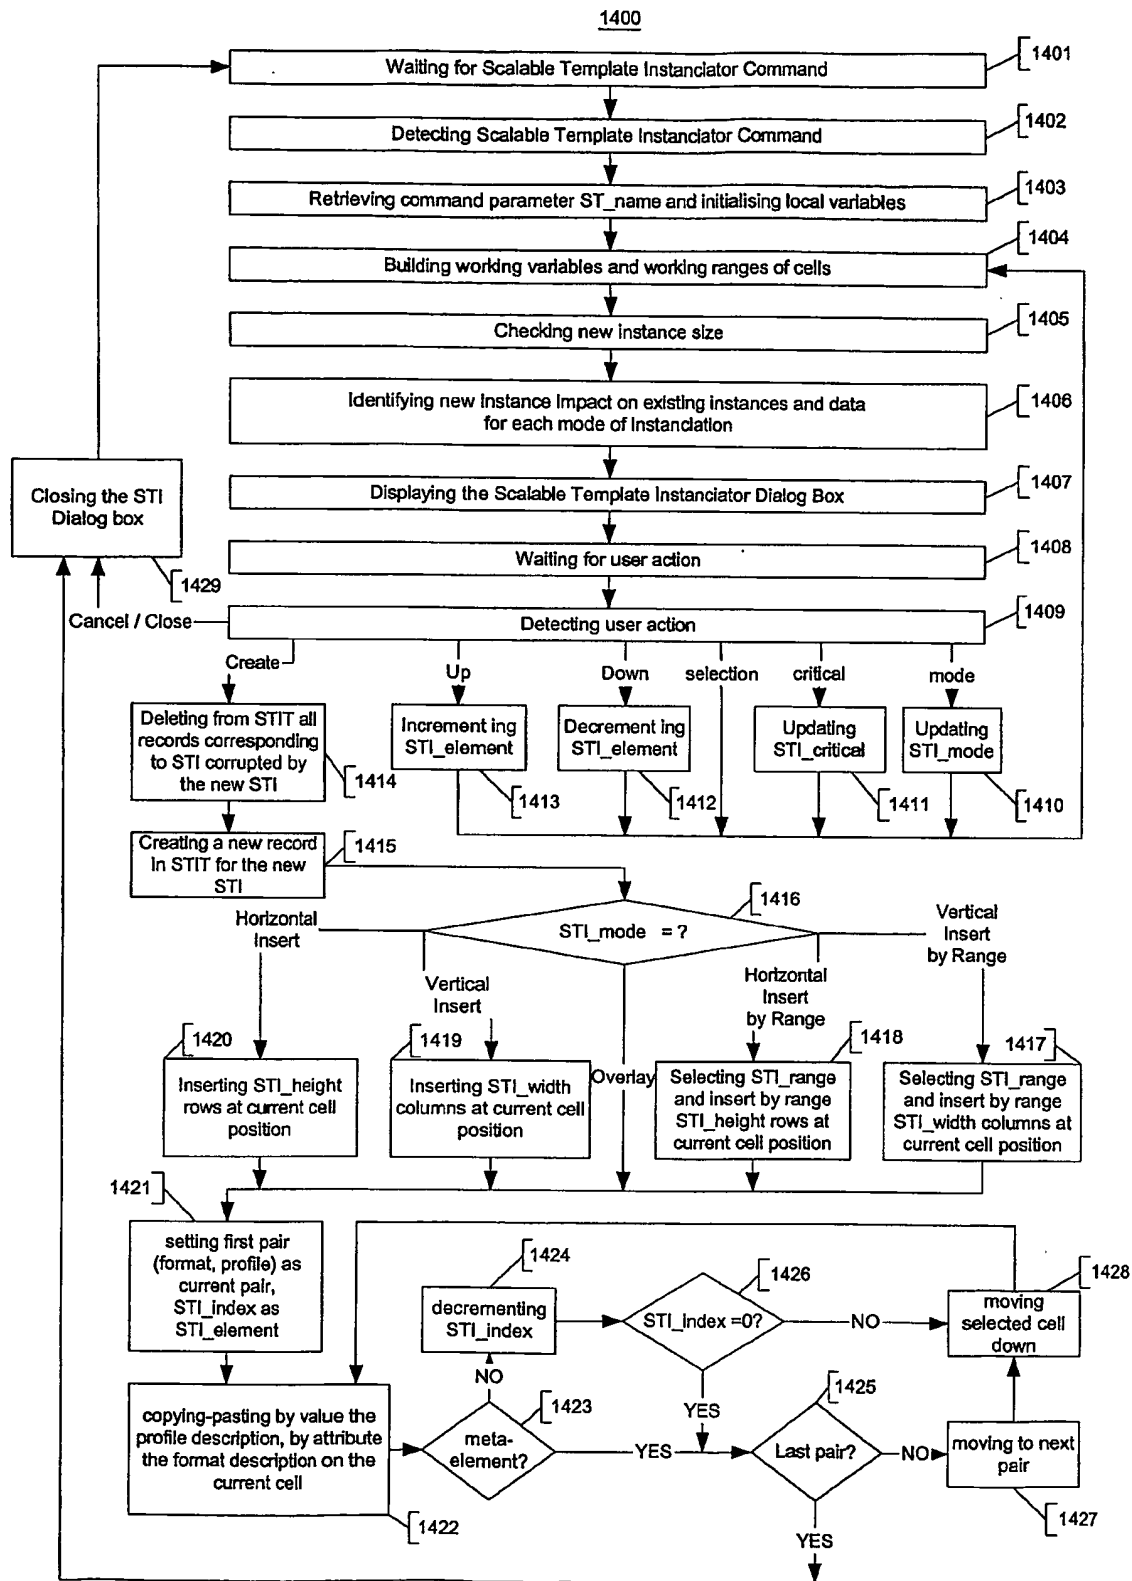 1400
Waiting for Scalable Template Instanciator Command
1401
Detecting Scalable Template Instanciator Command
1402
Retrieving command parameter ST_name and initialising local variables
1403
Building working variables and working ranges of cells
1404
Checking new instance size
1405
Identifying new Instance Impact on existing instances and data
for each mode of Instanciation
1406
Displaying the Scalable Template Instanciator Dialog Box
1407
Waiting for user action
1408
Detecting user action
1409
Closing the STI
Dialog box
1429
Cancel / Close
Create
Up
Down
selection
critical
mode
Deleting from STIT all
records corresponding
to STI corrupted by
the new STI
1414
Increment ing
STI_element
1413
Decrement ing
STI_element
1412
Updating
STI_critical
1411
Updating
STI_mode
1410
Creating a new record
In STIT for the new
STI
1415
STI_mode = ?
1416
Horizontal
Insert
Vertical
Insert
Overlay
Horizontal
Insert
by Range
Vertical
Insert
by Range
1420
Inserting STI_height
rows at current cell
position
1419
Inserting STI_width
columns at current cell
position
1418
Selecting STI_range
and insert by range
STI_height rows at
current cell position
1417
Selecting STI_range
and insert by range
STI_width columns at
current cell position
1421
setting first pair
(format, profile) as
current pair,
STI_index as
STI_element
1424
decrementing
STI_index
1426
STI_index =0?
NO
1428
moving
selected cell
down
copying-pasting by value the
profile description, by attribute
the format description on the
current cell
1422
NO
meta-
element?
1423
YES
YES
Last pair?
1425
NO
moving to next
pair
1427
YES